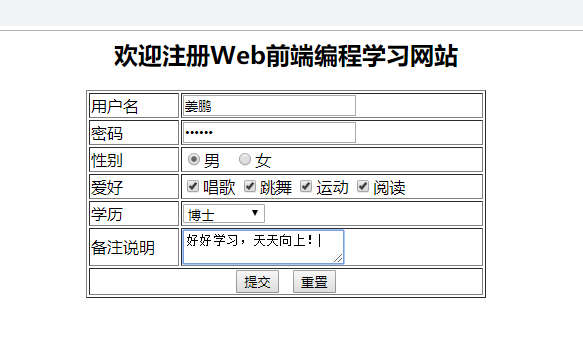 欢迎注册Web前端编程学习网站
用户名 姜鹏
密码 ••••••
性别 男 女
爱好 唱歌 跳舞 运动 阅读
学历 博士
备注说明 好好学习，天天向上！
提交 重置